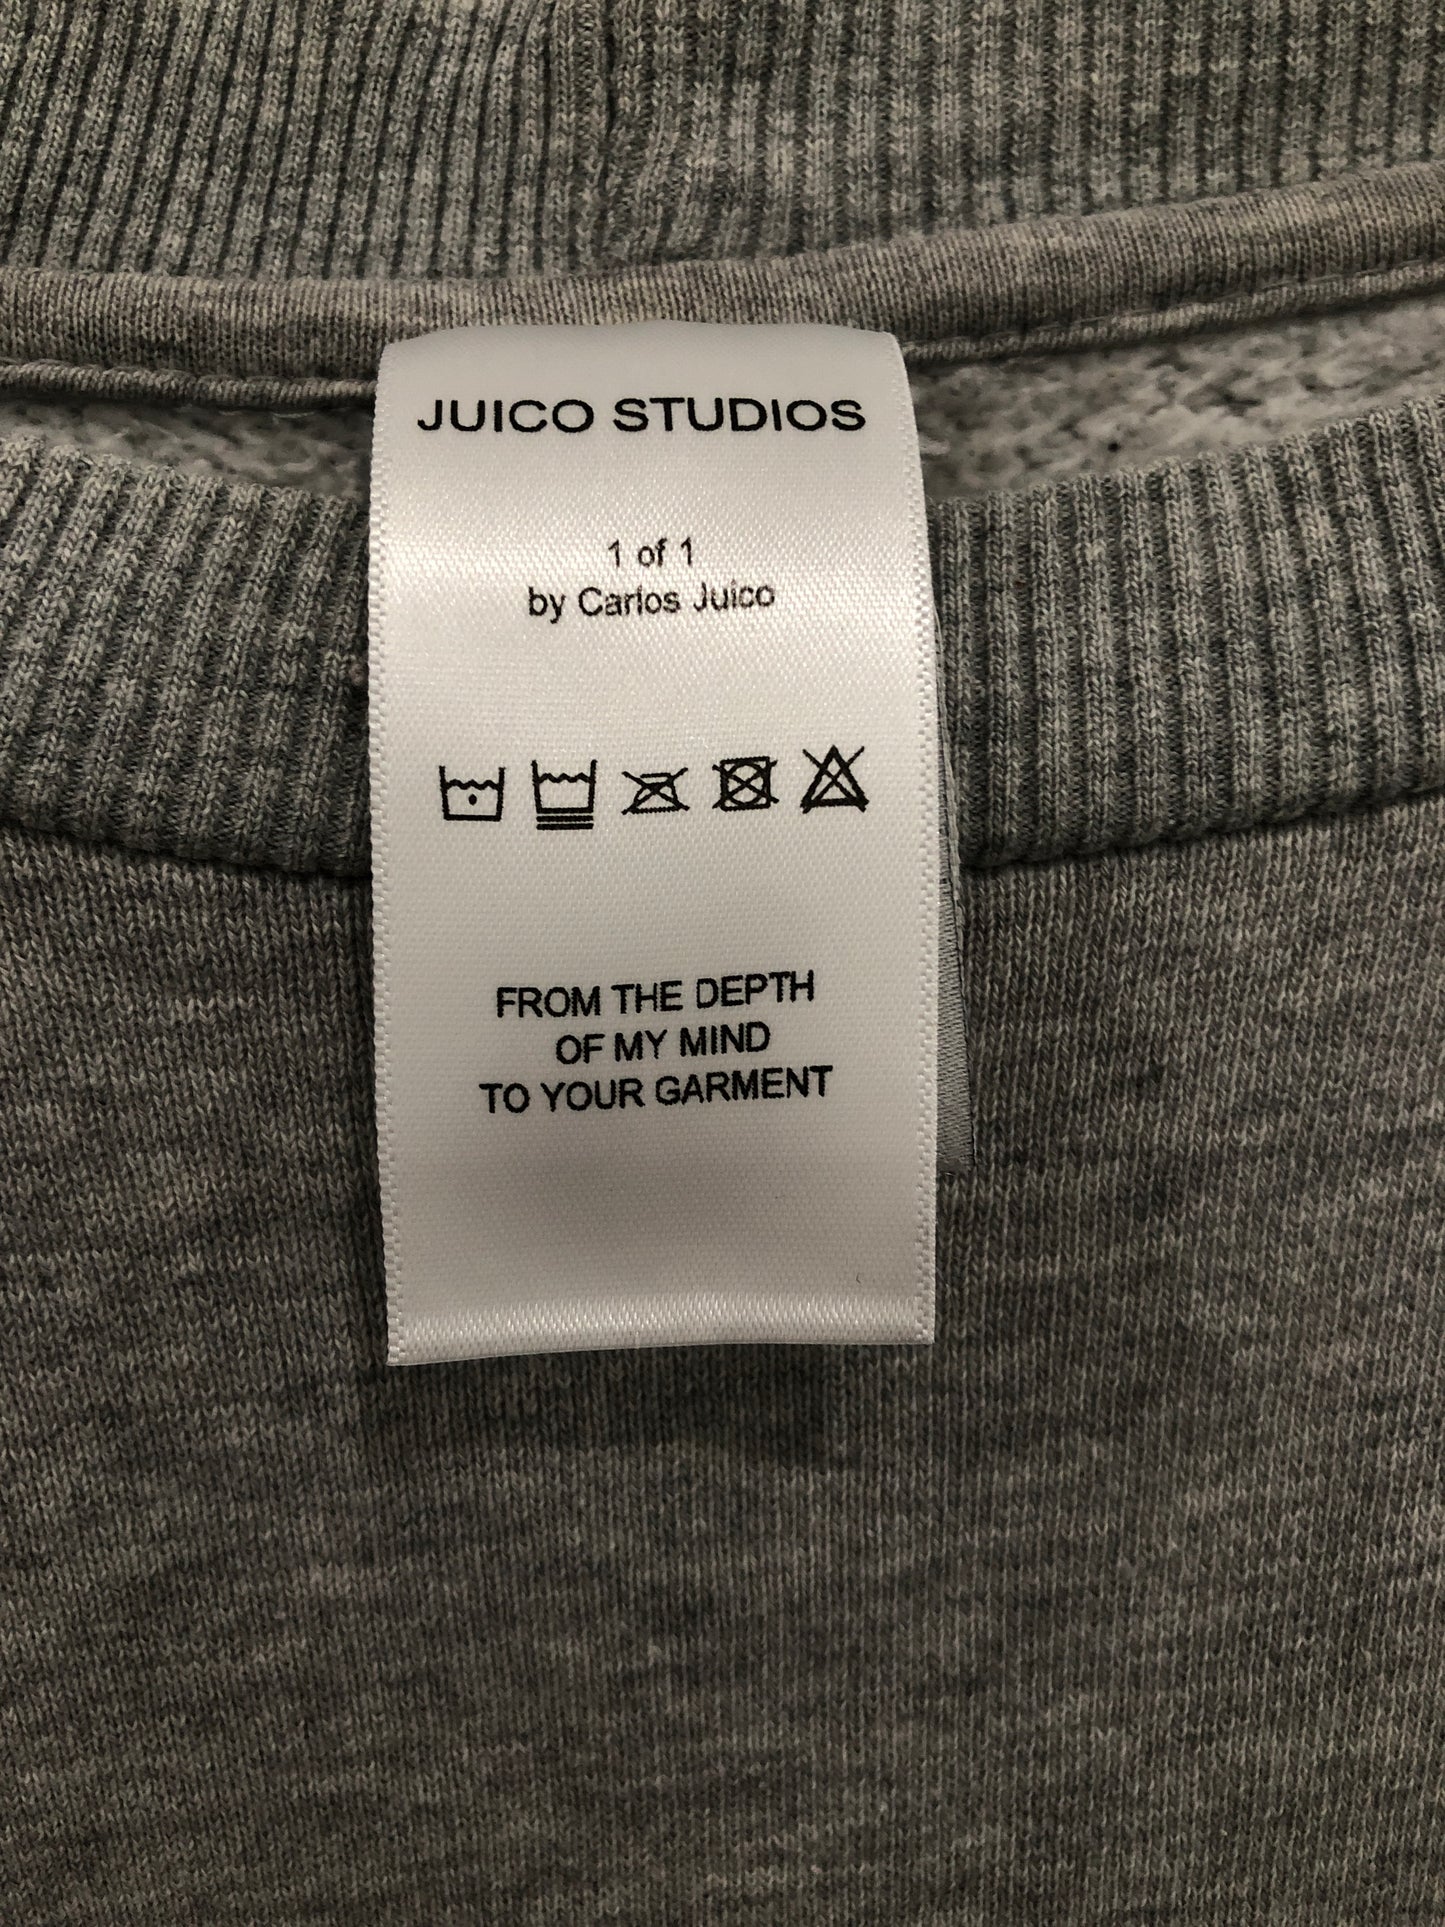 JUICO STUDIOS
1 of 1
by Carlos Juico
FROM THE DEPTH
OF MY MIND
TO YOUR GARMENT